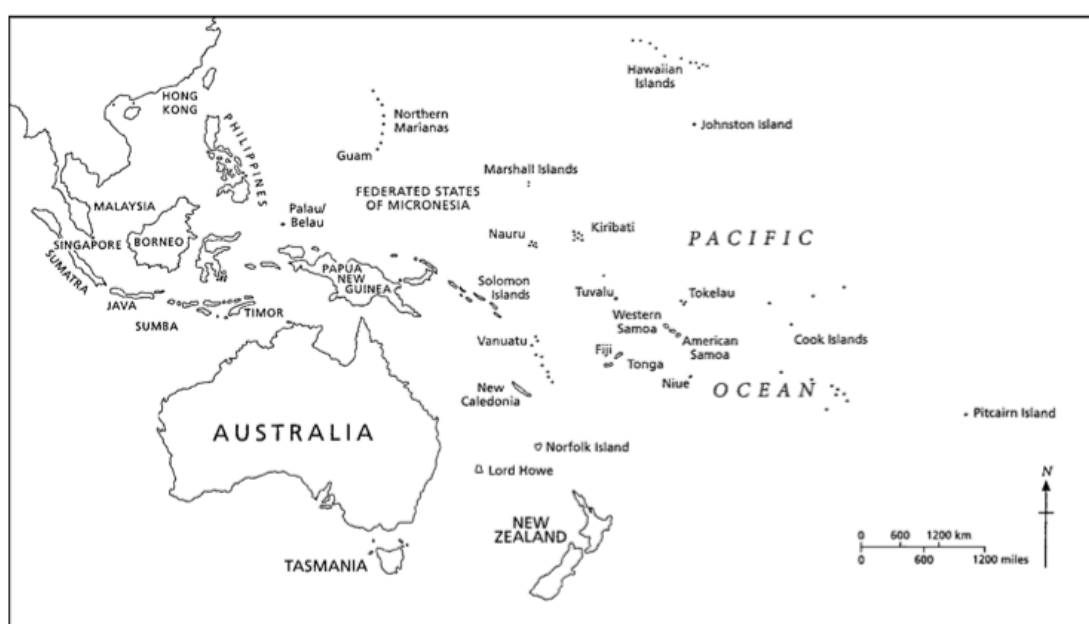 HONG
KONG
PHILIPPINES
Northern
Marianas
Guam
Hawaiian
Islands
Johnston Island
Marshall Islands
FEDERATED STATES
OF MICRONESIA
MALAYSIA
Palau/
Belau
SINGAPORE
BORNEO
SUMATRA
Nauru
Kiribati
PACIFIC
PAPUA
NEW
GUINEA
Solomon
Islands
Tuvalu
Tokelau
JAVA
SUMBA
TIMOR
Western
Samoa
American
Samoa
Cook Islands
Vanuatu
Fiji
Tonga
New
Caledonia
Niue
OCEAN
Pitcairn Island
AUSTRALIA
Norfolk Island
Lord Howe
N
NEW
ZEALAND
TASMANIA
0 600 1200 km
0 600 1200 miles